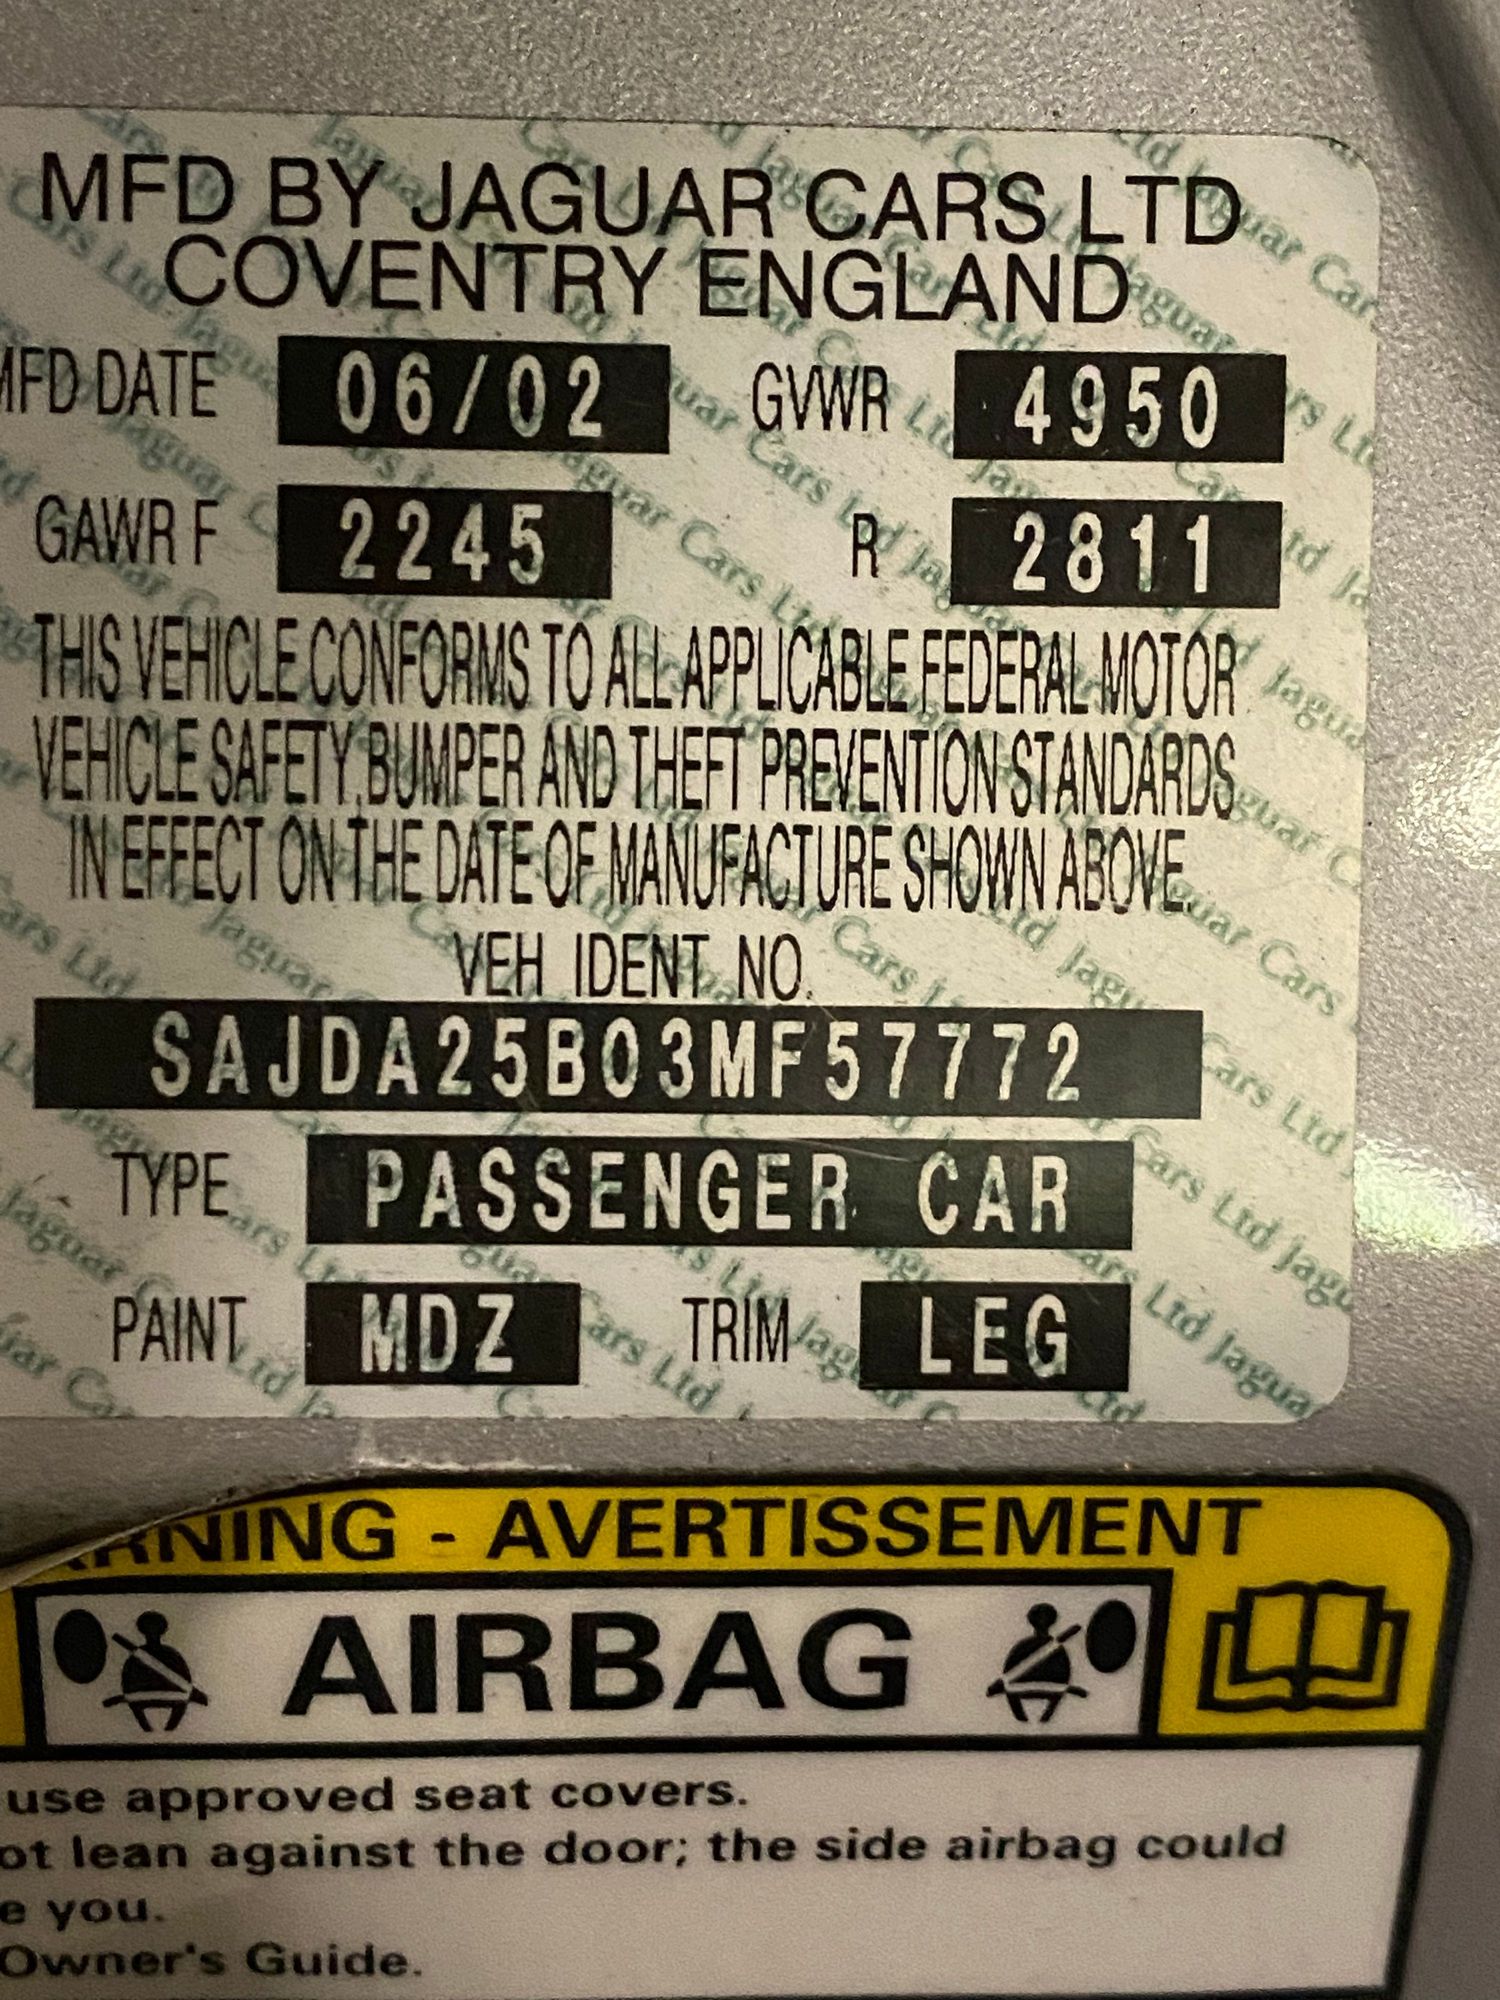 MFD BY JAGUAR CARS LTD
COVENTRY ENGLAND
MFD DATE 06/02 GVWR 4950
GAWR F 2245 R 2811
THIS VEHICLE CONFORMS TO ALL APPLICABLE FEDERAL MOTOR
VEHICLE SAFETY,BUMPER AND THEFT PREVENTION STANDARDS
IN EFFECT ON THE DATE OF MANUFACTURE SHOWN ABOVE.
VEH IDENT NO.
SAJDA25B03MF57772
TYPE PASSENGER CAR
PAINT MDZ TRIM LEG
RNING - AVERTISSEMENT
AIRBAG
use approved seat covers.
ot lean against the door; the side airbag could
e you.
Owner's Guide.